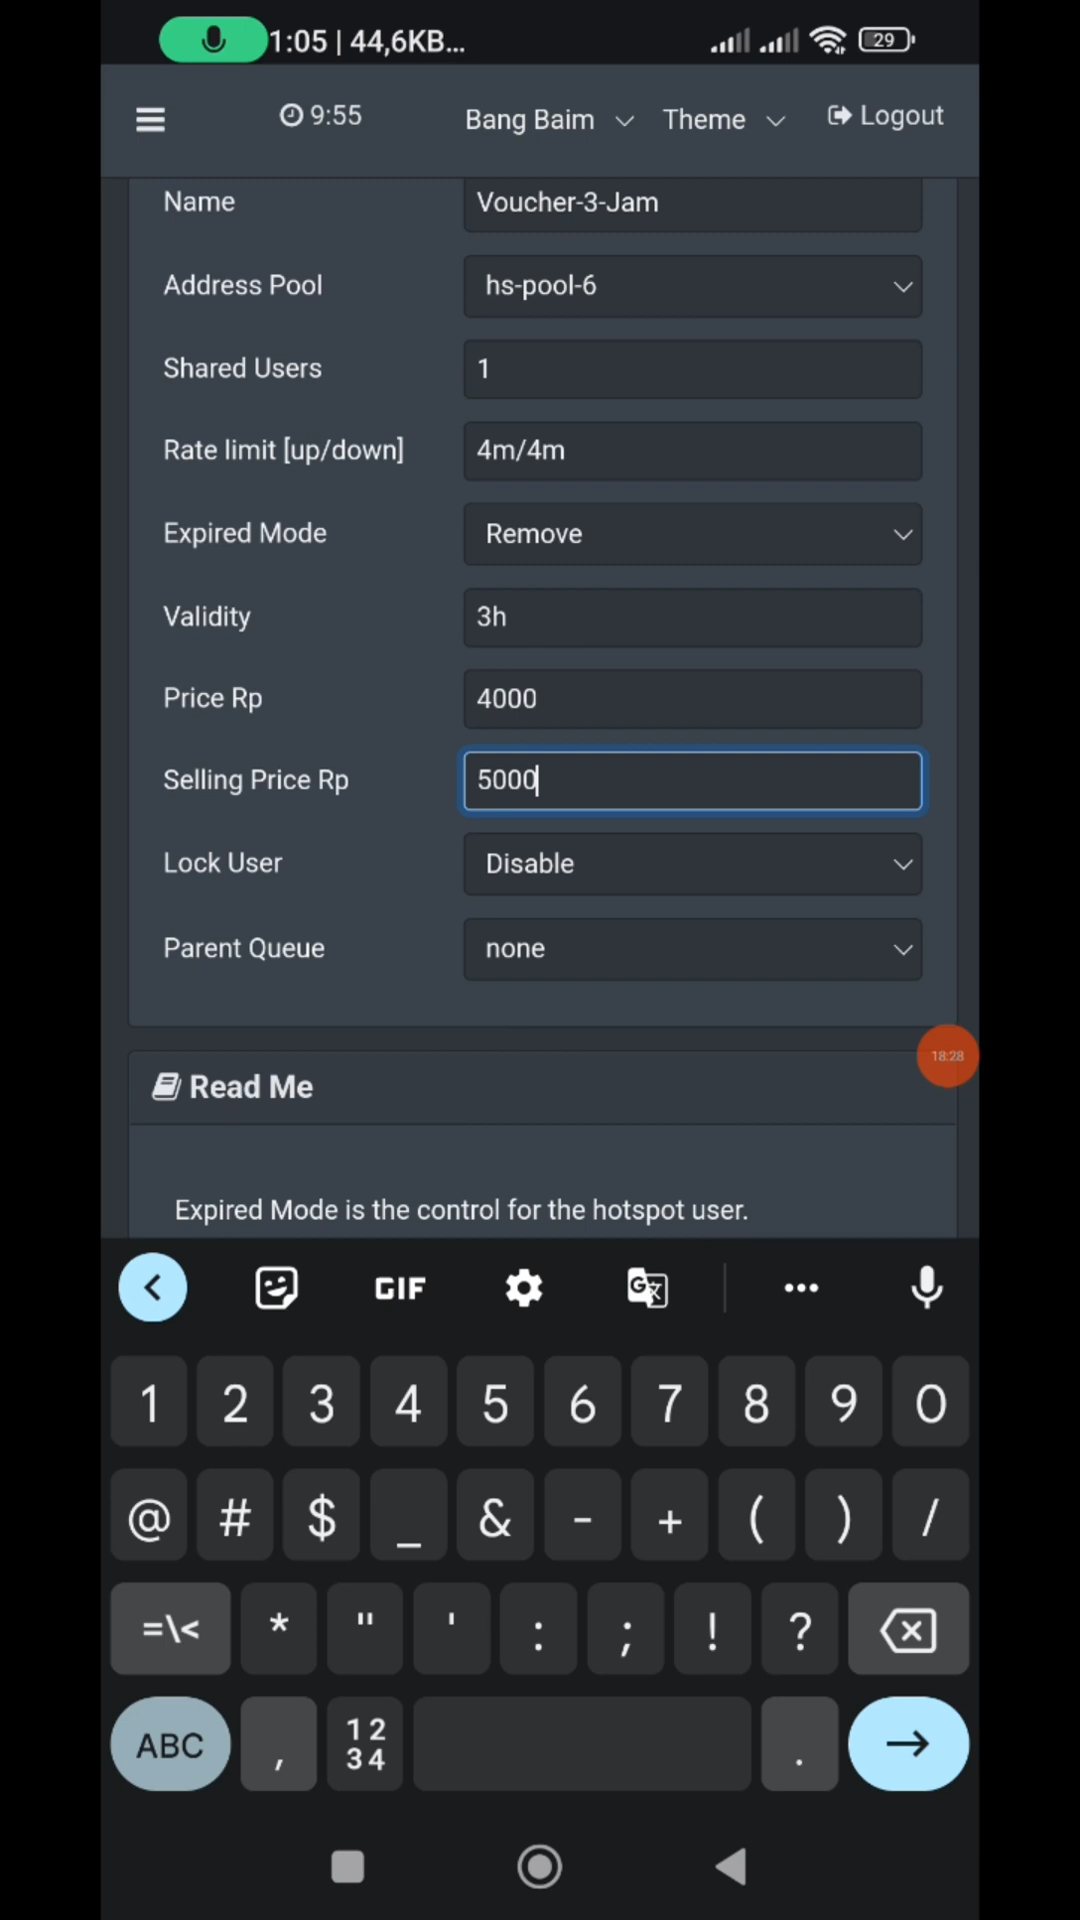 1:05 | 44,6KB... 29
9:55 Bang Baim Theme Logout
Name Voucher-3-Jam
Address Pool hs-pool-6
Shared Users 1
Rate limit [up/down] 4m/4m
Expired Mode Remove
Validity 3h
Price Rp 4000
Selling Price Rp 5000
Lock User Disable
Parent Queue none
18:28
Read Me
Expired Mode is the control for the hotspot user.
GIF G ...
1 2 3 4 5 6 7 8 9 0
@ # $ _ & - + ( ) /
=\< * " ' : ; ! ?
ABC , 12 34 .